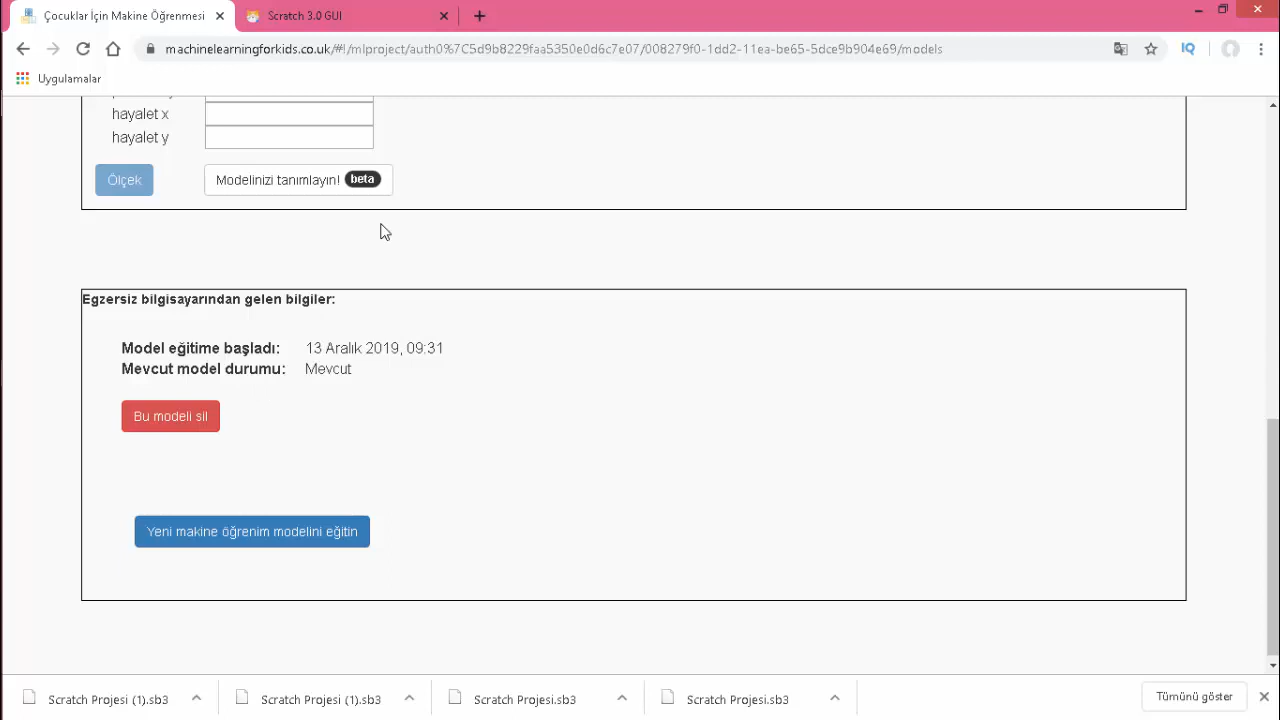 Çocuklar İçin Makine Öğrenmesi
Scratch 3.0 GUI
machinelearningforkids.co.uk/#!/mlproject/auth0%7C5d9b8229faa5350e0d6c7e07/008279f0-1dd2-11ea-be65-5dce9b904e69/models
Uygulamalar
hayalet x
hayalet y
Ölçek
Modelinizi tanımlayın! beta
Egzersiz bilgisayarından gelen bilgiler:
Model eğitime başladı: 13 Aralık 2019, 09:31
Mevcut model durumu: Mevcut
Bu modeli sil
Yeni makine öğrenim modelini eğitin
Scratch Projesi (1).sb3
Scratch Projesi (1).sb3
Scratch Projesi.sb3
Scratch Projesi.sb3
Tümünü göster